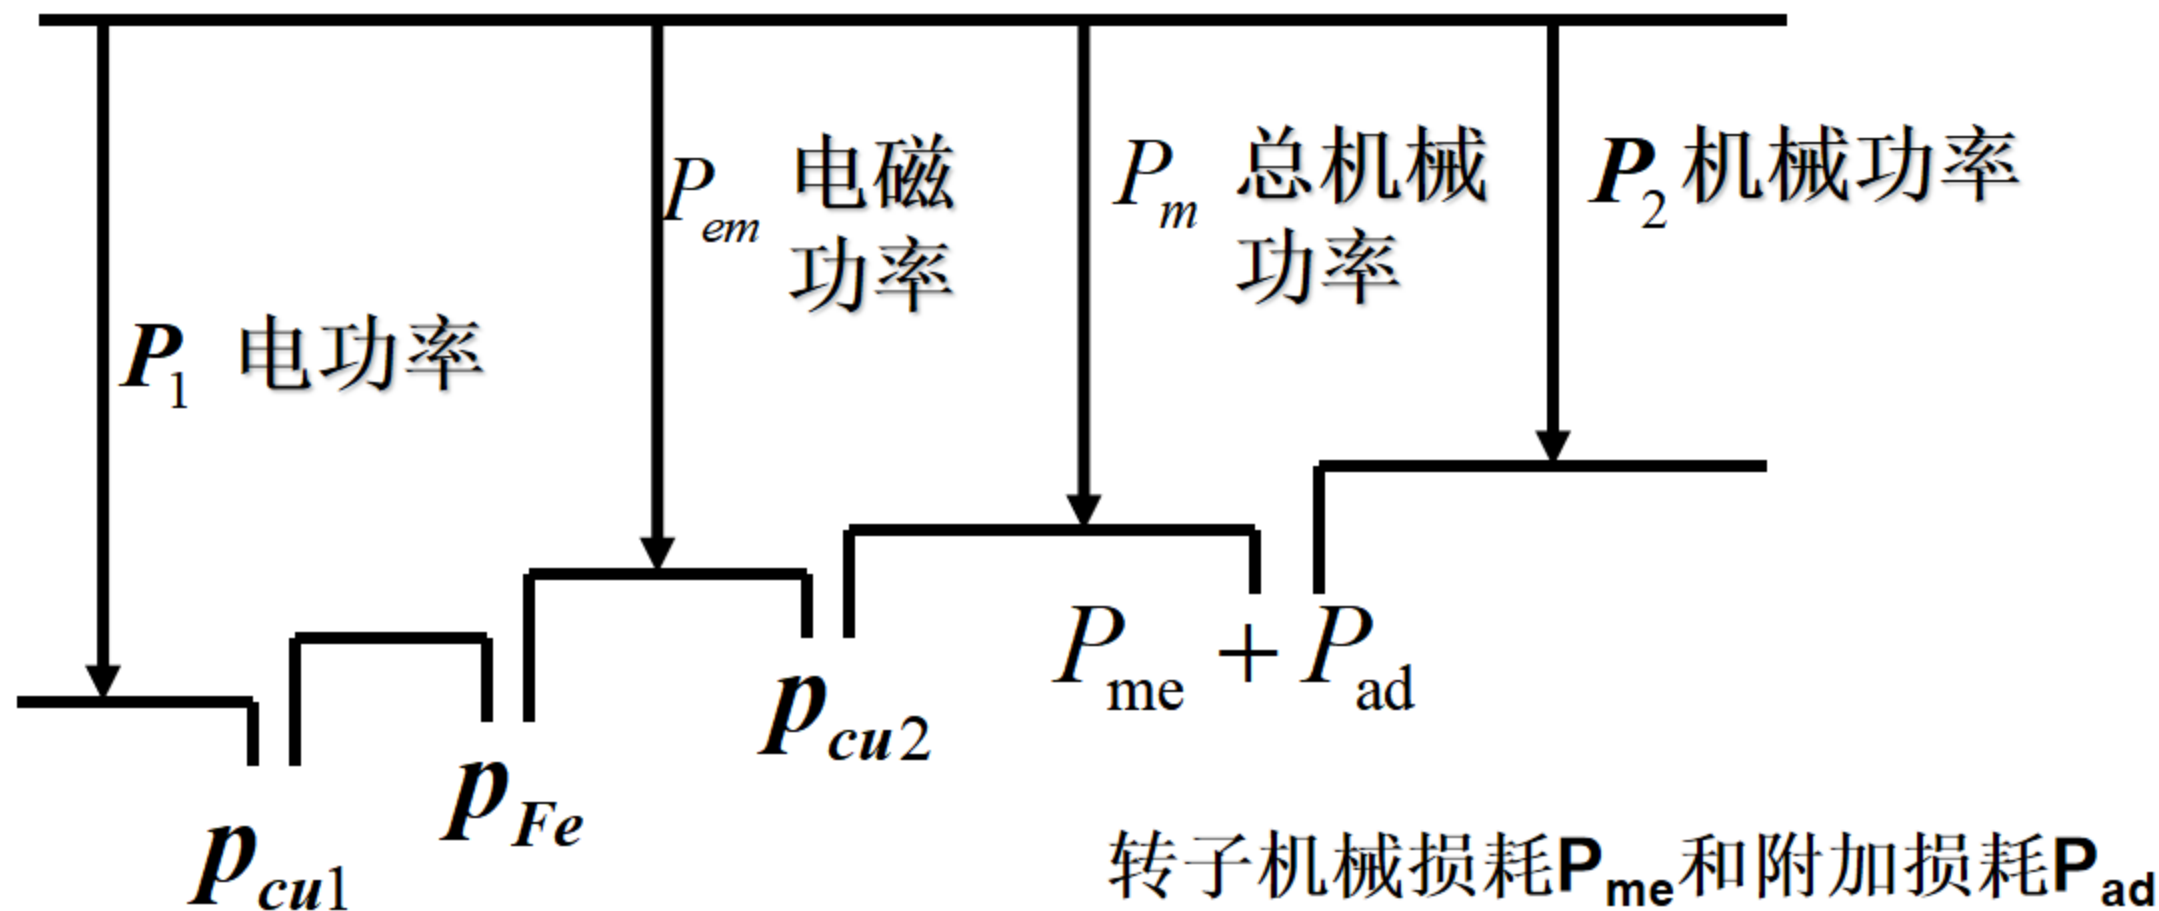 P1 电功率
Pem 电磁
功率
Pm 总机械
功率
P2 机械功率
pcu1
pFe
pcu2
Pme + Pad
转子机械损耗Pme和附加损耗Pad